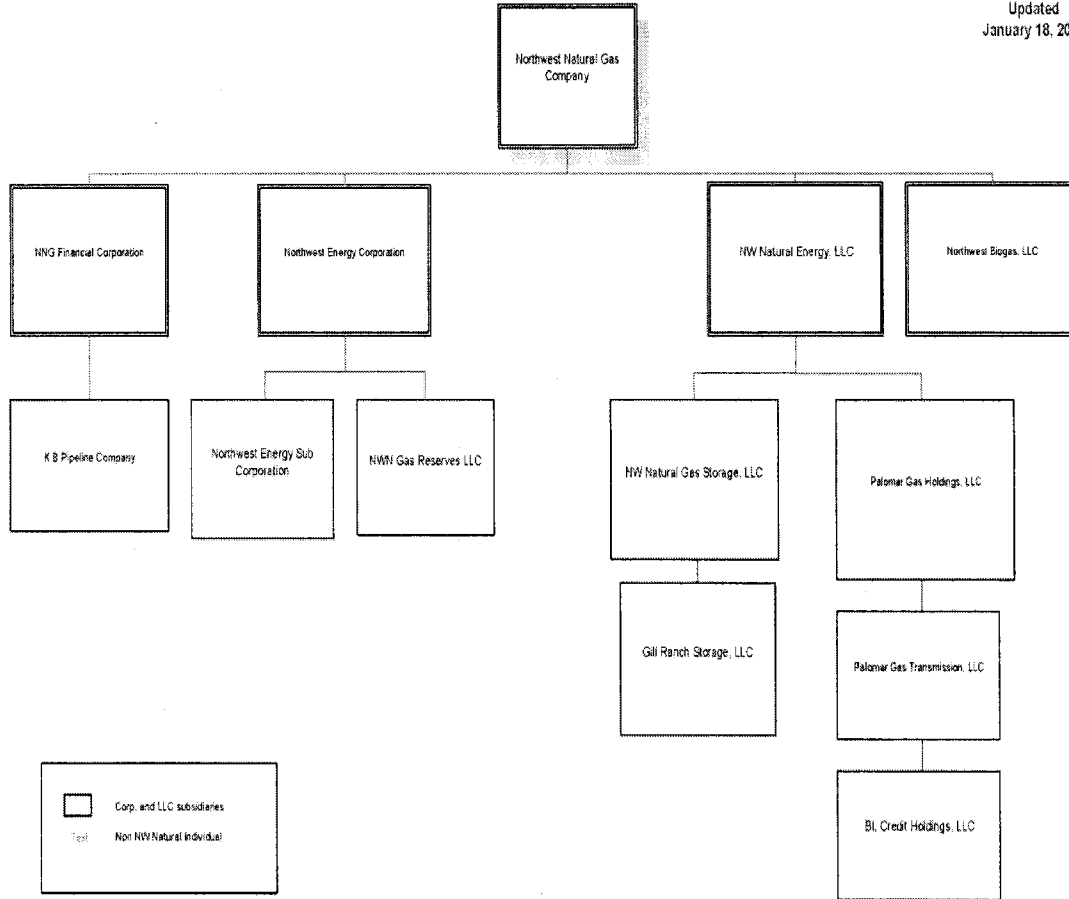 Updated
January 18, 20
Northwest Natural Gas
Company
NNG Financial Corporation
Northwest Energy Corporation
NW Natural Energy, LLC
Northwest Biogas, LLC
K B Pipeline Company
Northwest Energy Sub
Corporation
NWN Gas Reserves LLC
NW Natural Gas Storage, LLC
Palomar Gas Holdings, LLC
Gill Ranch Storage, LLC
Palomar Gas Transmission, LLC
BL Credit Holdings, LLC
Corp. and LLC subsidiaries
Text
Non NW Natural individual